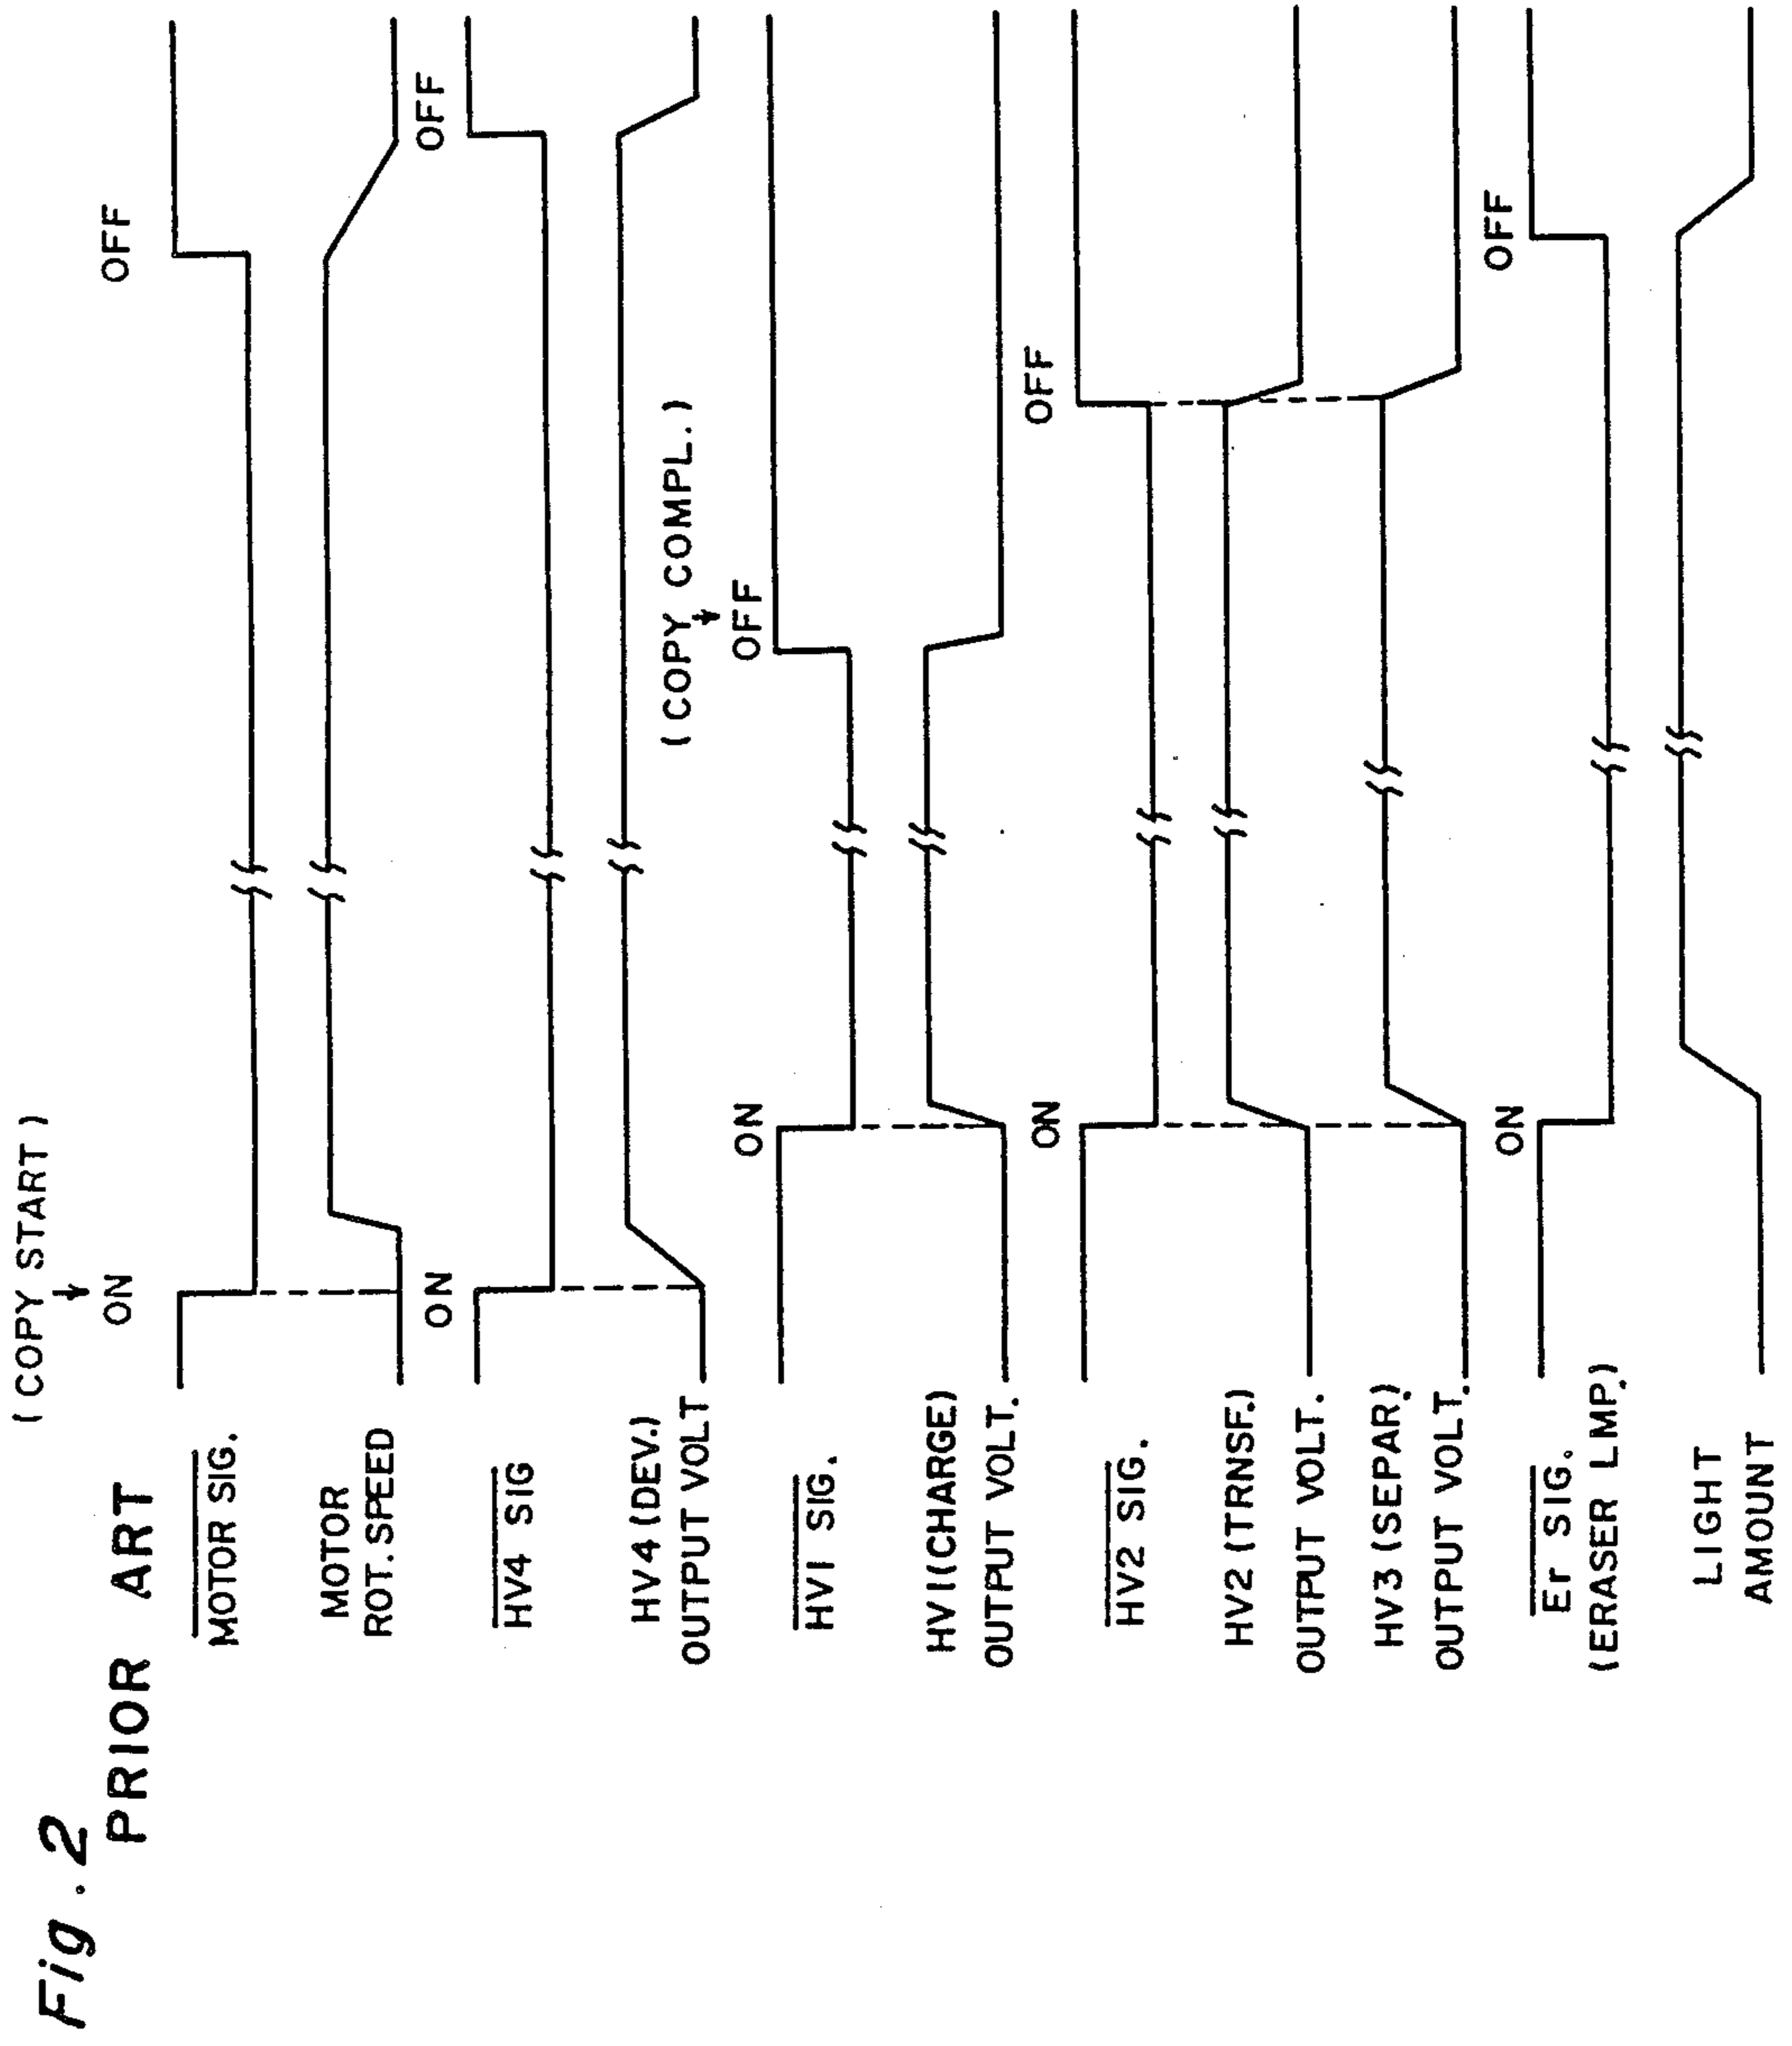 Fig. 2
PRIOR ART
(COPY START)
ON
OFF
MOTOR SIG.
MOTOR
ROT. SPEED
ON
OFF
HV4 SIG
HV4 (DEV.)
OUTPUT VOLT
(COPY COMPL.)
ON
OFF
HV1 SIG.
HV1 (CHARGE)
OUTPUT VOLT.
ON
OFF
HV2 SIG.
HV2 (TRNSF.)
OUTPUT VOLT.
HV3 (SEPAR.)
OUTPUT VOLT.
ON
OFF
Er SIG.
(ERASER LMP.)
LIGHT
AMOUNT